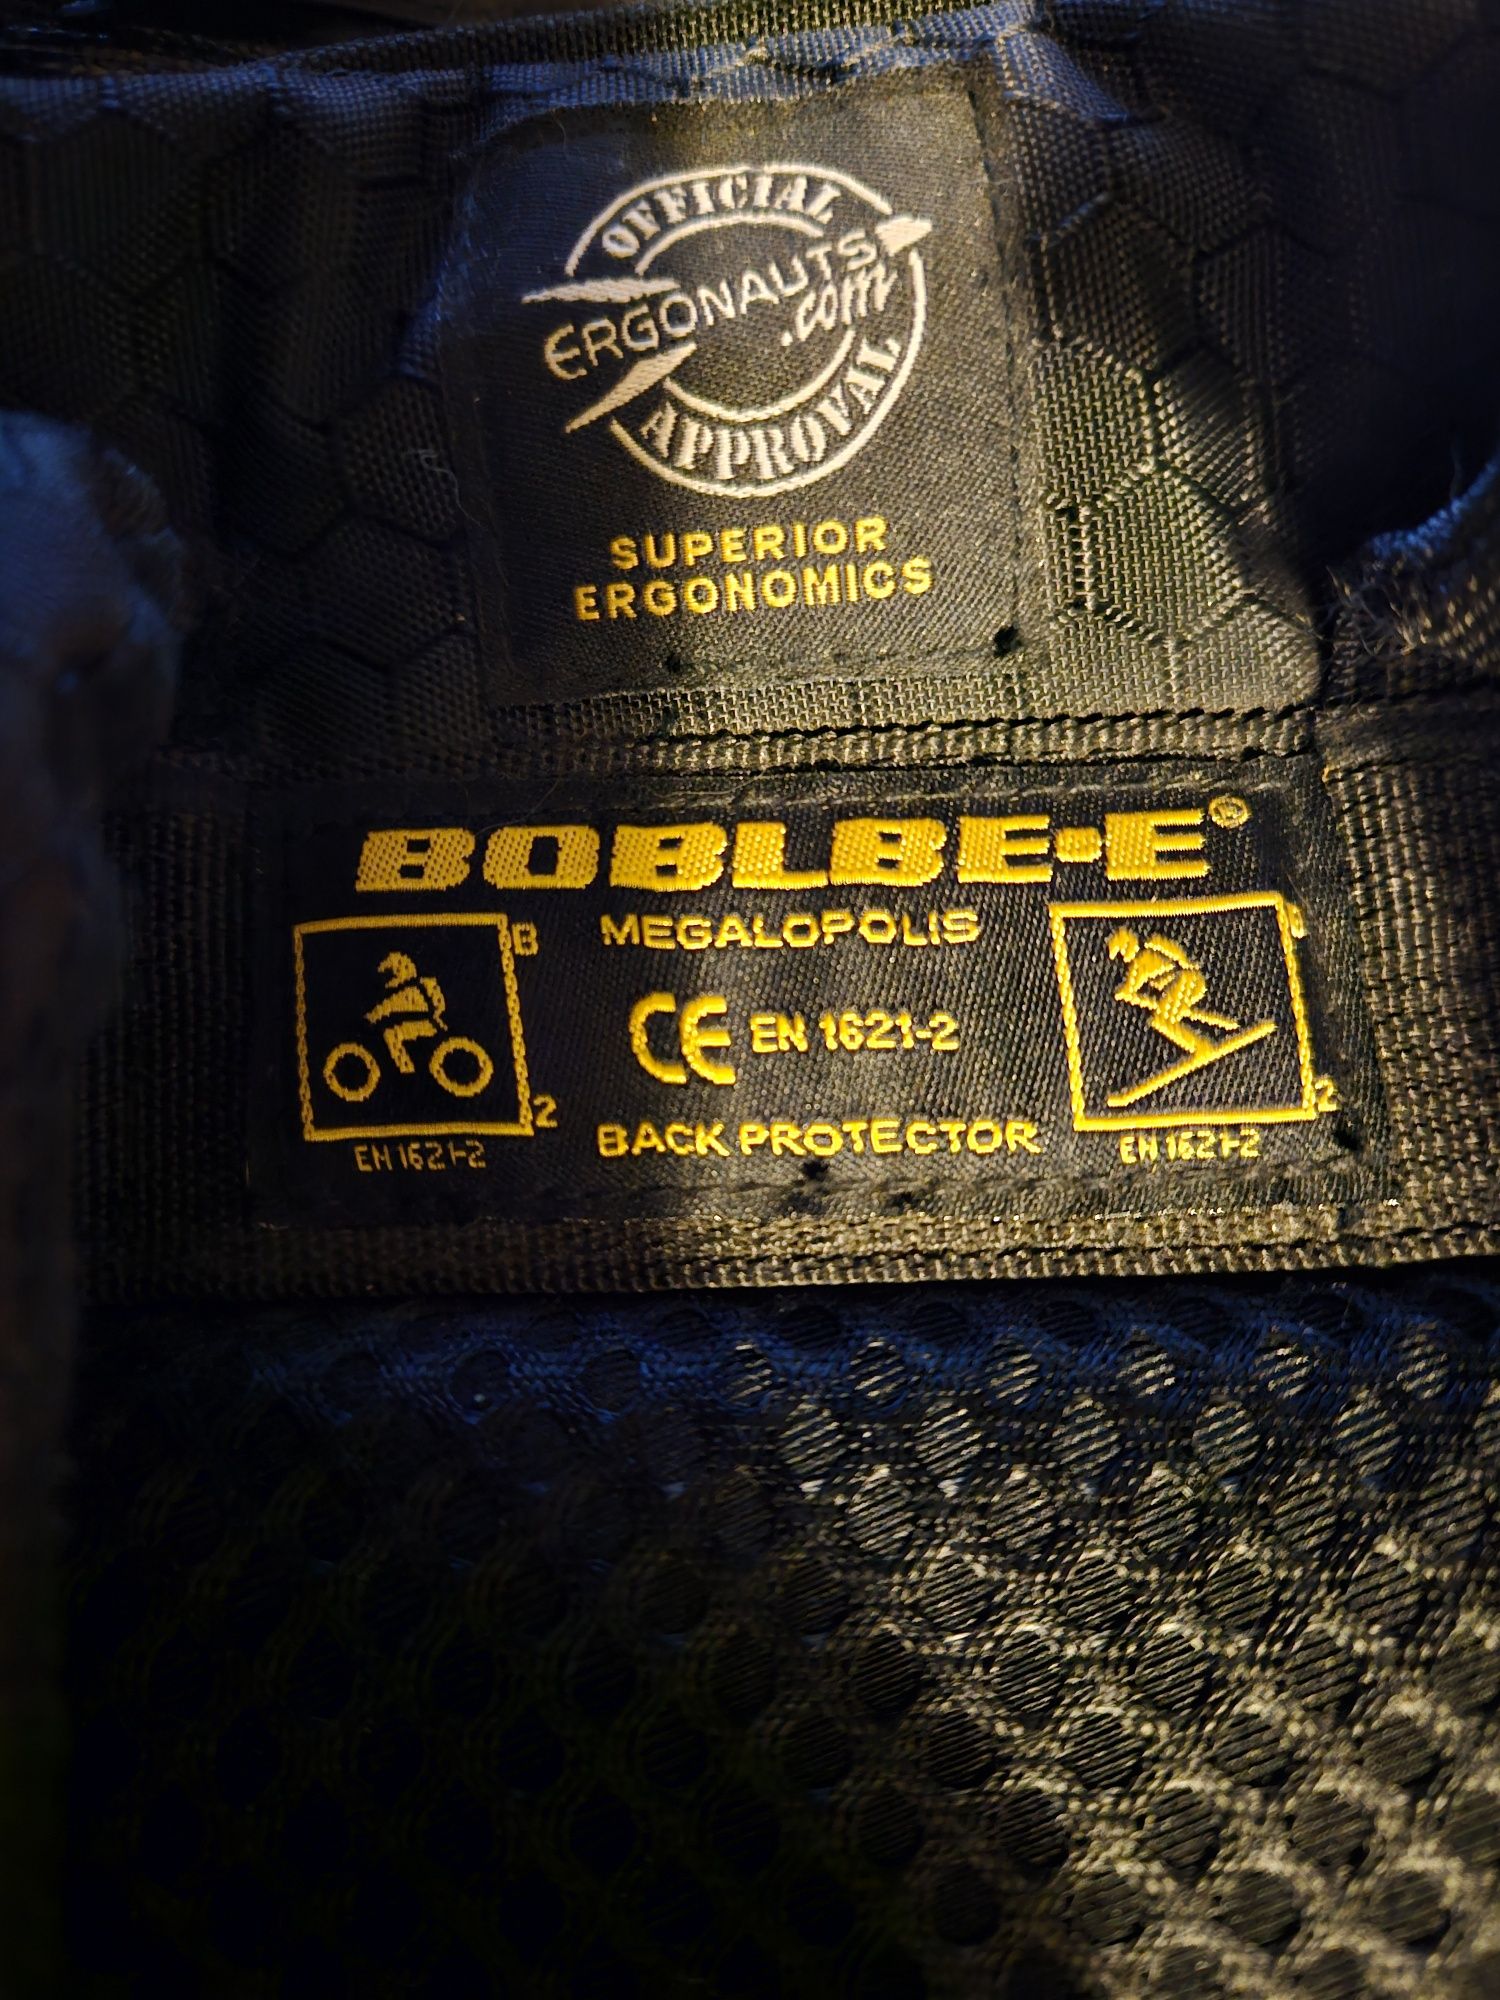 OFFICIAL
ERGONAUTS
.com
APPROVAL
SUPERIOR
ERGONOMICS
BOBLBE·E®
MEGALOPOLIS
B
CE EN 1621-2
2
EN 1621-2
BACK PROTECTOR
2
EN 1621-2